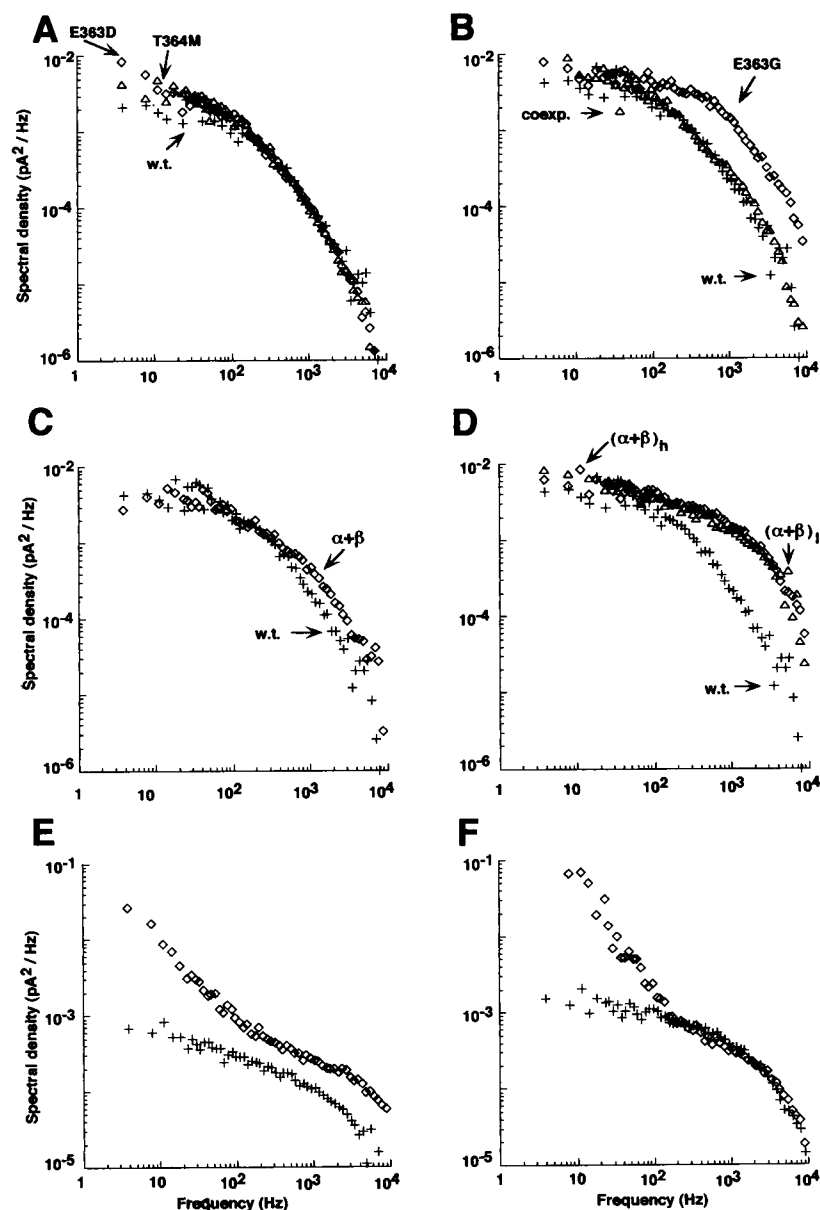 A
E363D
T364M
w.t.
Spectral density (pA2 / Hz)
10-2
10-4
10-6
1
10
102
103
104
B
E363G
coexp.
w.t.
10-2
10-4
10-6
1
10
102
103
104
C
α+β
w.t.
Spectral density (pA2 / Hz)
10-2
10-4
10-6
1
10
102
103
104
D
(α+β)h
(α+β)l
w.t.
10-2
10-4
10-6
1
10
102
103
104
E
Spectral density (pA2 / Hz)
10-1
10-3
10-5
1
10
102
103
104
Frequency (Hz)
F
10-1
10-3
10-5
1
10
102
103
104
Frequency (Hz)